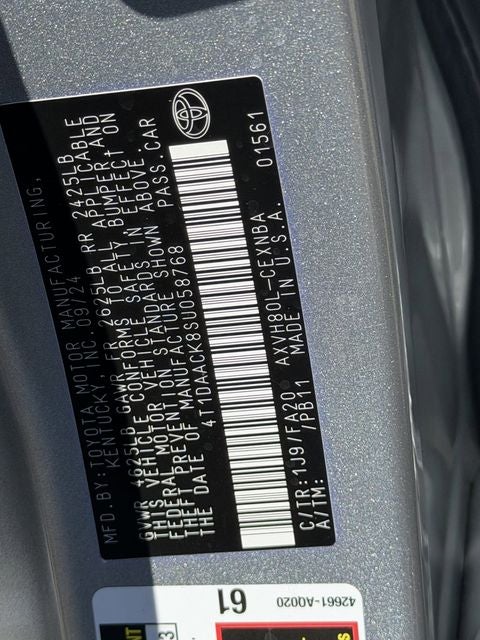 MFD. BY: TOYOTA MOTOR MANUFACTURING,
KENTUCKY, INC. 09/24
GVWR 4625LB GAWR FR 2625LB RR 2425LB
THIS VEHICLE CONFORMS TO ALL APPLICABLE
FEDERAL MOTOR VEHICLE SAFETY, BUMPER, AND
THEFT PREVENTION STANDARDS IN EFFECT ON
THE DATE OF MANUFACTURE SHOWN ABOVE.
4T1DAACK8SU058768 PASS.CAR
C/TR: 1J9/FA20 AXVH80L-CEXNBA 01561
A/TM: /PB11 MADE IN U.S.A.
61
42661-AQ020